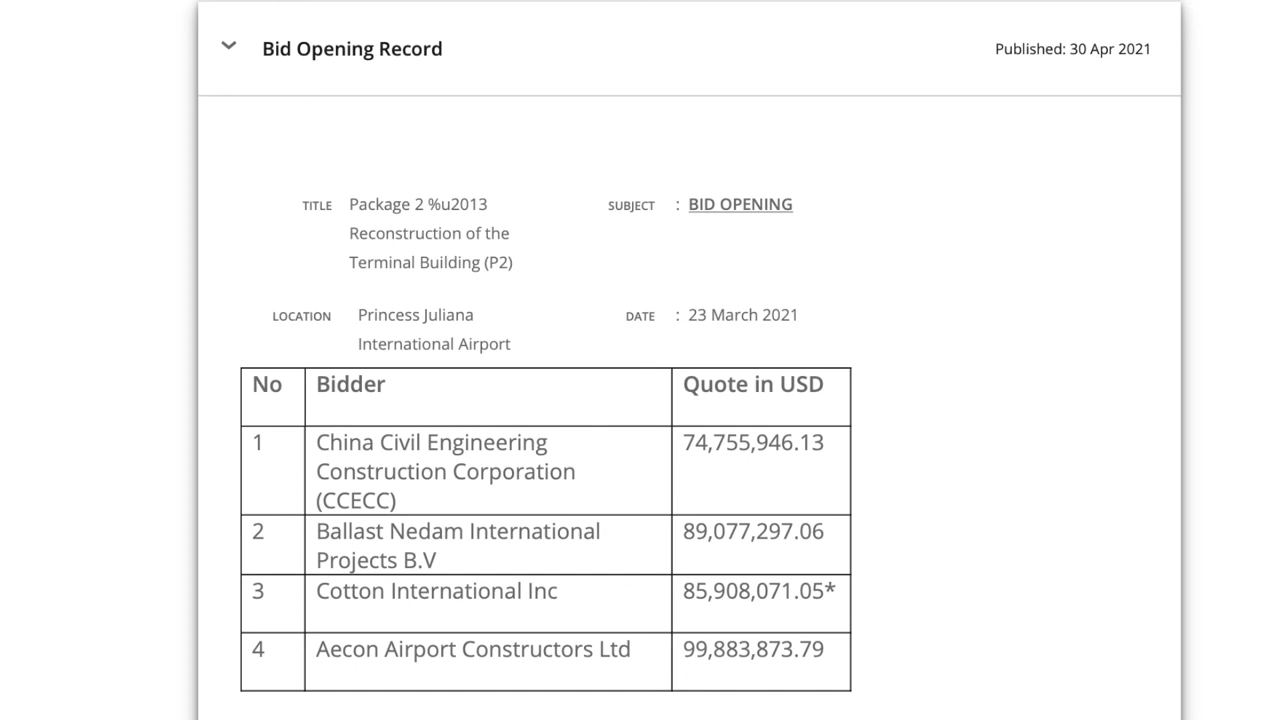 Bid Opening Record
Published: 30 Apr 2021
TITLE Package 2 %u2013 SUBJECT : BID OPENING
Reconstruction of the
Terminal Building (P2)
LOCATION Princess Juliana DATE : 23 March 2021
International Airport
No Bidder Quote in USD
1 China Civil Engineering 74,755,946.13
Construction Corporation
(CCECC)
2 Ballast Nedam International 89,077,297.06
Projects B.V
3 Cotton International Inc 85,908,071.05*
4 Aecon Airport Constructors Ltd 99,883,873.79